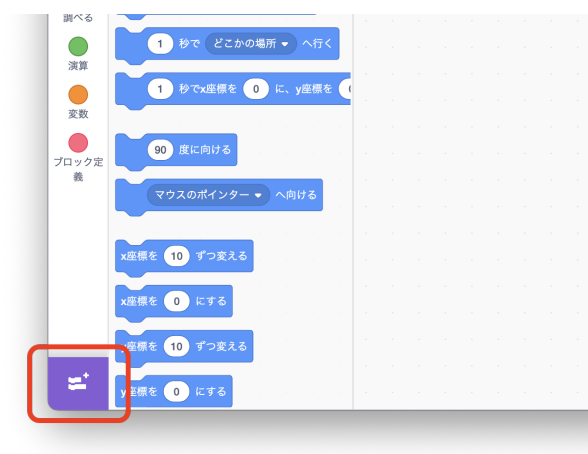 調べる
演算
変数
ブロック定
義
1 秒で どこかの場所 へ行く
1 秒でx座標を 0 に、y座標を
90 度に向ける
マウスのポインター へ向ける
x座標を 10 ずつ変える
x座標を 0 にする
y座標を 10 ずつ変える
y座標を 0 にする